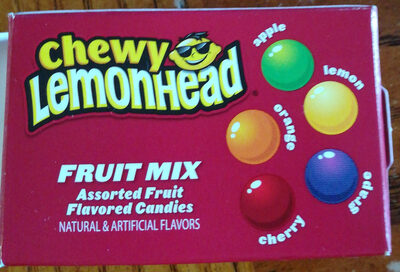 chewy
LEMONHEAD
FRUIT MIX
Assorted Fruit
Flavored Candies
NATURAL & ARTIFICIAL FLAVORS
apple
lemon
orange
grape
cherry